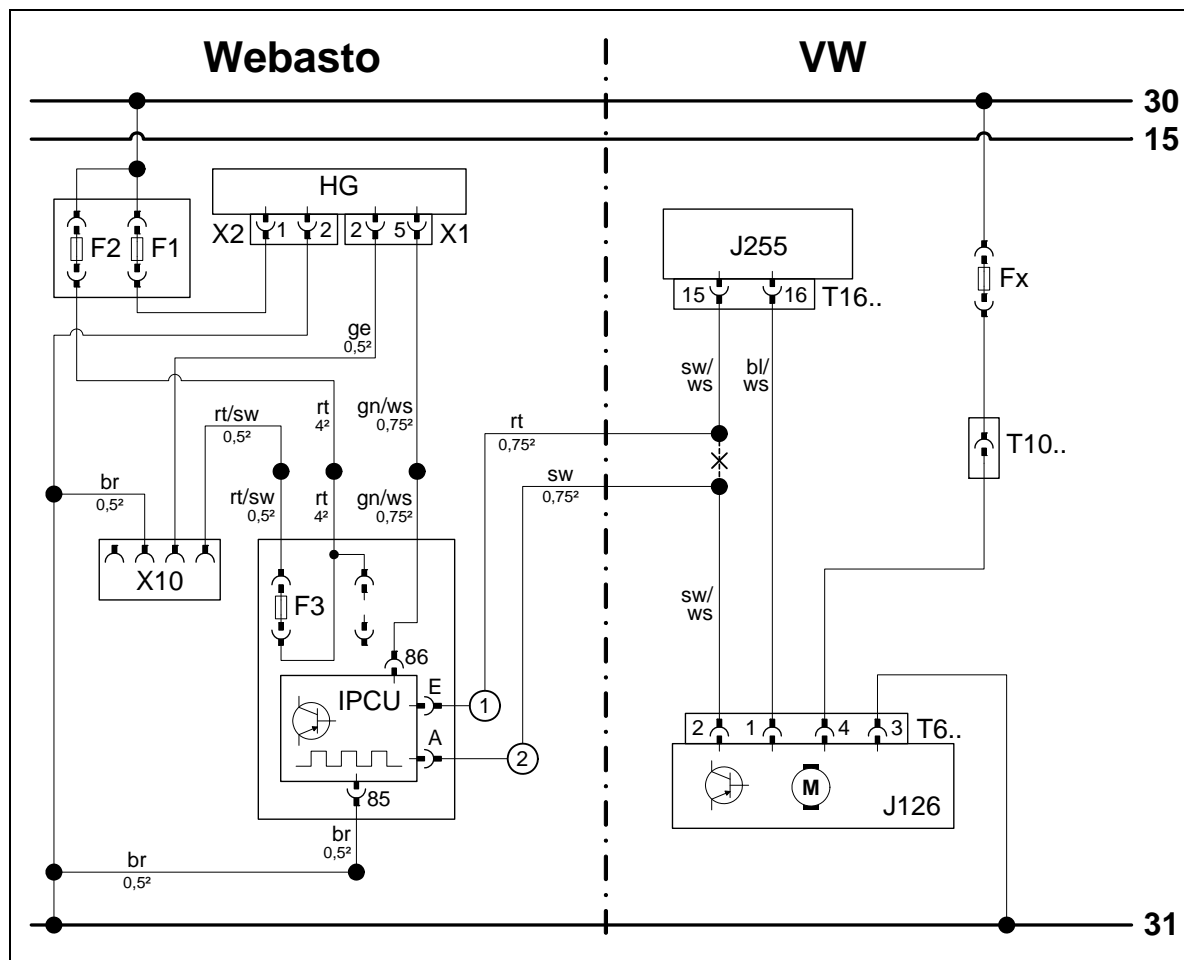 Webasto
VW
30
15
HG
X2 1 2 2 5 X1
F2 F1
J255
15 16 T16..
Fx
ge
0,5²
sw/
ws
bl/
ws
rt/sw
0,5²
rt
4²
gn/ws
0,75²
rt
0,75²
T10..
br
0,5²
rt/sw
0,5²
rt
4²
gn/ws
0,75²
sw
0,75²
X10
F3
sw/
ws
86
IPCU
E
1
A
2
85
2 1 4 3 T6..
M
J126
br
0,5²
br
0,5²
31